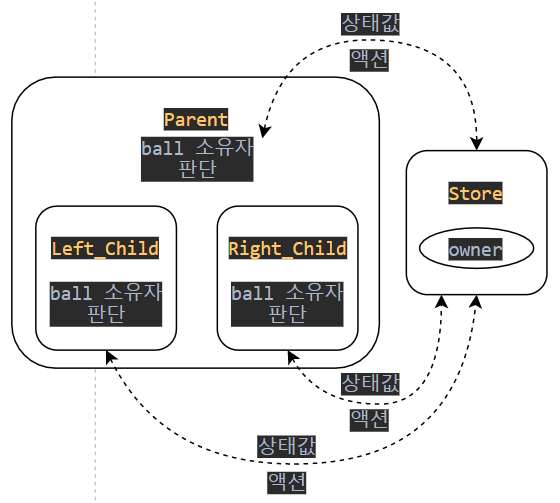 상태값
액션
Parent
ball 소유자
판단
Store
owner
Left_Child
ball 소유자
판단
Right_Child
ball 소유자
판단
상태값
액션
상태값
액션